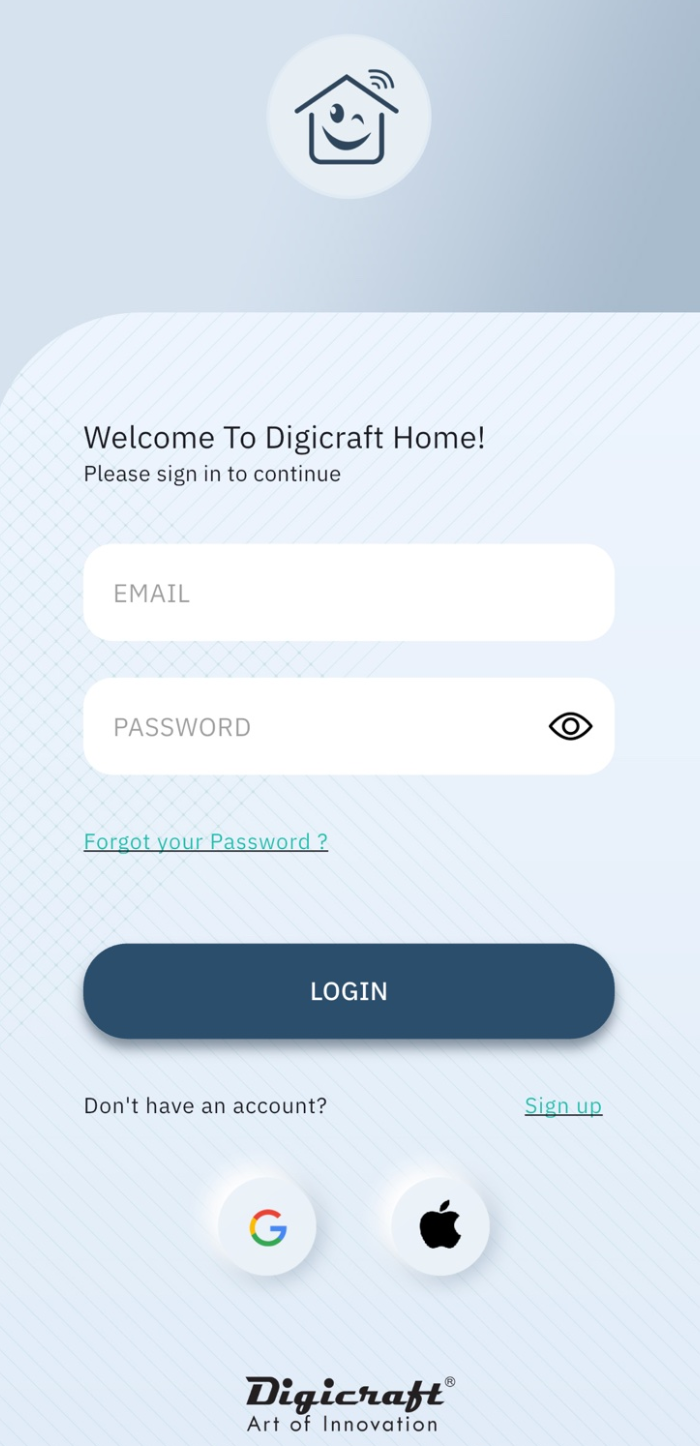 Welcome To Digicraft Home!
Please sign in to continue
EMAIL
PASSWORD
Forgot your Password ?
LOGIN
Don't have an account? Sign up
Digicraft®
Art of Innovation